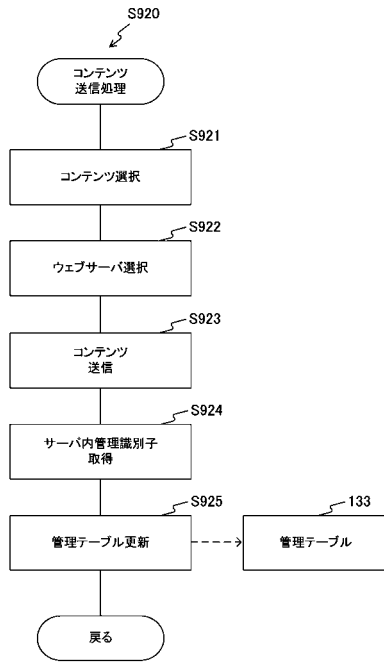 S920
コンテンツ
送信処理
S921
コンテンツ選択
S922
ウェブサーバ選択
S923
コンテンツ
送信
S924
サーバ内管理識別子
取得
S925
管理テーブル更新
133
管理テーブル
戻る